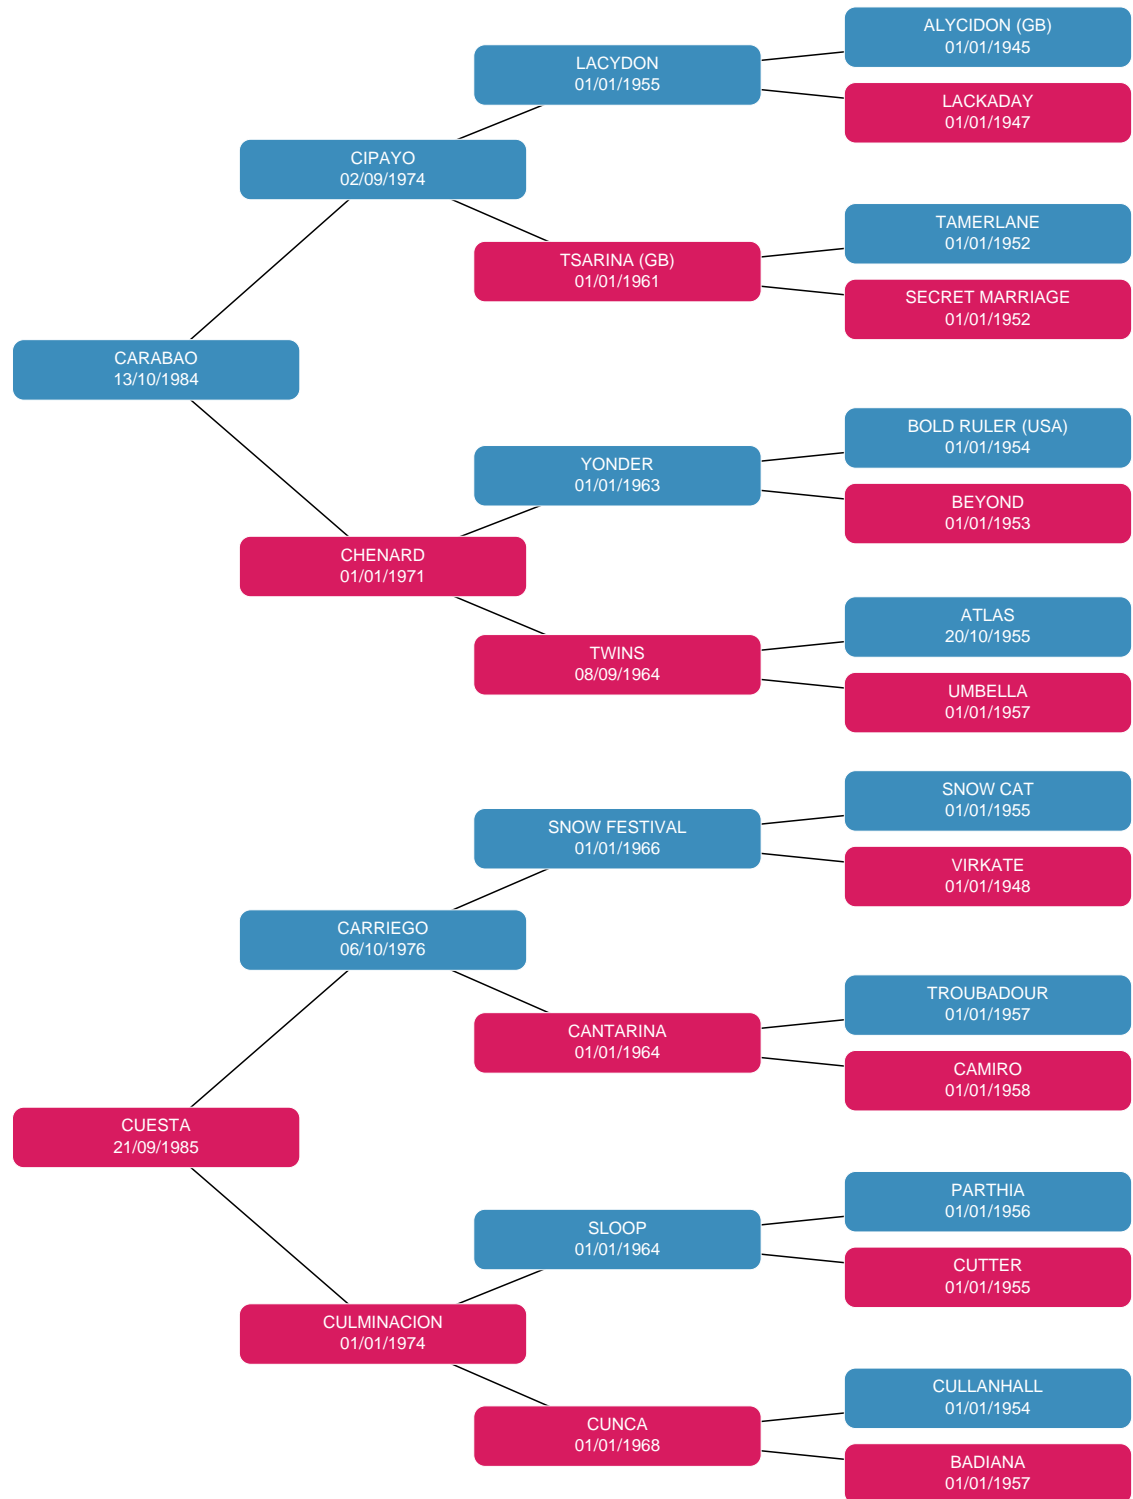 ALYCIDON (GB)
01/01/1945
LACYDON
01/01/1955
LACKADAY
01/01/1947
CIPAYO
02/09/1974
TAMERLANE
01/01/1952
TSARINA (GB)
01/01/1961
SECRET MARRIAGE
01/01/1952
CARABAO
13/10/1984
BOLD RULER (USA)
01/01/1954
YONDER
01/01/1963
BEYOND
01/01/1953
CHENARD
01/01/1971
ATLAS
20/10/1955
TWINS
08/09/1964
UMBELLA
01/01/1957
SNOW CAT
01/01/1955
SNOW FESTIVAL
01/01/1966
VIRKATE
01/01/1948
CARRIEGO
06/10/1976
TROUBADOUR
01/01/1957
CANTARINA
01/01/1964
CAMIRO
01/01/1958
CUESTA
21/09/1985
PARTHIA
01/01/1956
SLOOP
01/01/1964
CUTTER
01/01/1955
CULMINACION
01/01/1974
CULLANHALL
01/01/1954
CUNCA
01/01/1968
BADIANA
01/01/1957